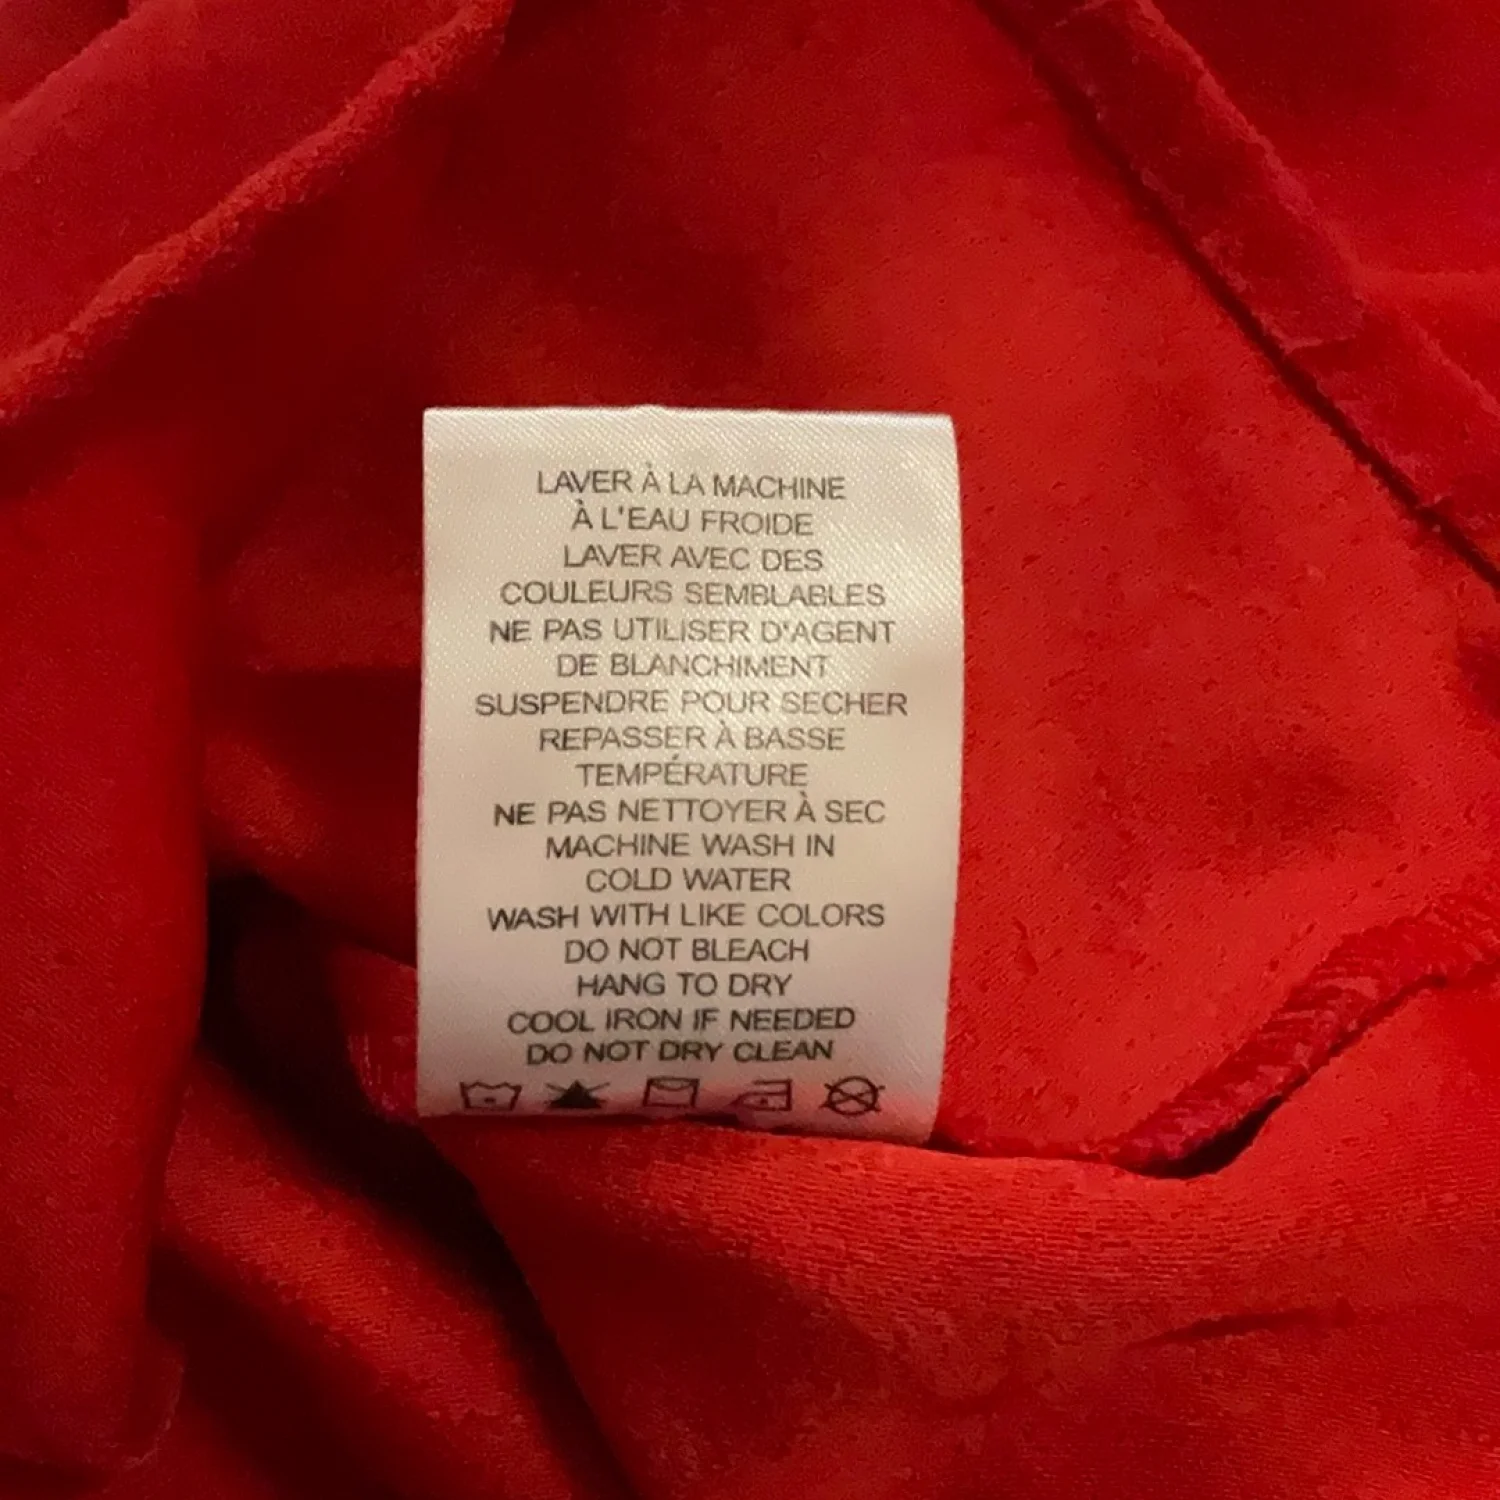 LAVER À LA MACHINE
À L'EAU FROIDE
LAVER AVEC DES
COULEURS SEMBLABLES
NE PAS UTILISER D'AGENT
DE BLANCHIMENT
SUSPENDRE POUR SECHER
REPASSER À BASSE
TEMPÉRATURE
NE PAS NETTOYER À SEC
MACHINE WASH IN
COLD WATER
WASH WITH LIKE COLORS
DO NOT BLEACH
HANG TO DRY
COOL IRON IF NEEDED
DO NOT DRY CLEAN